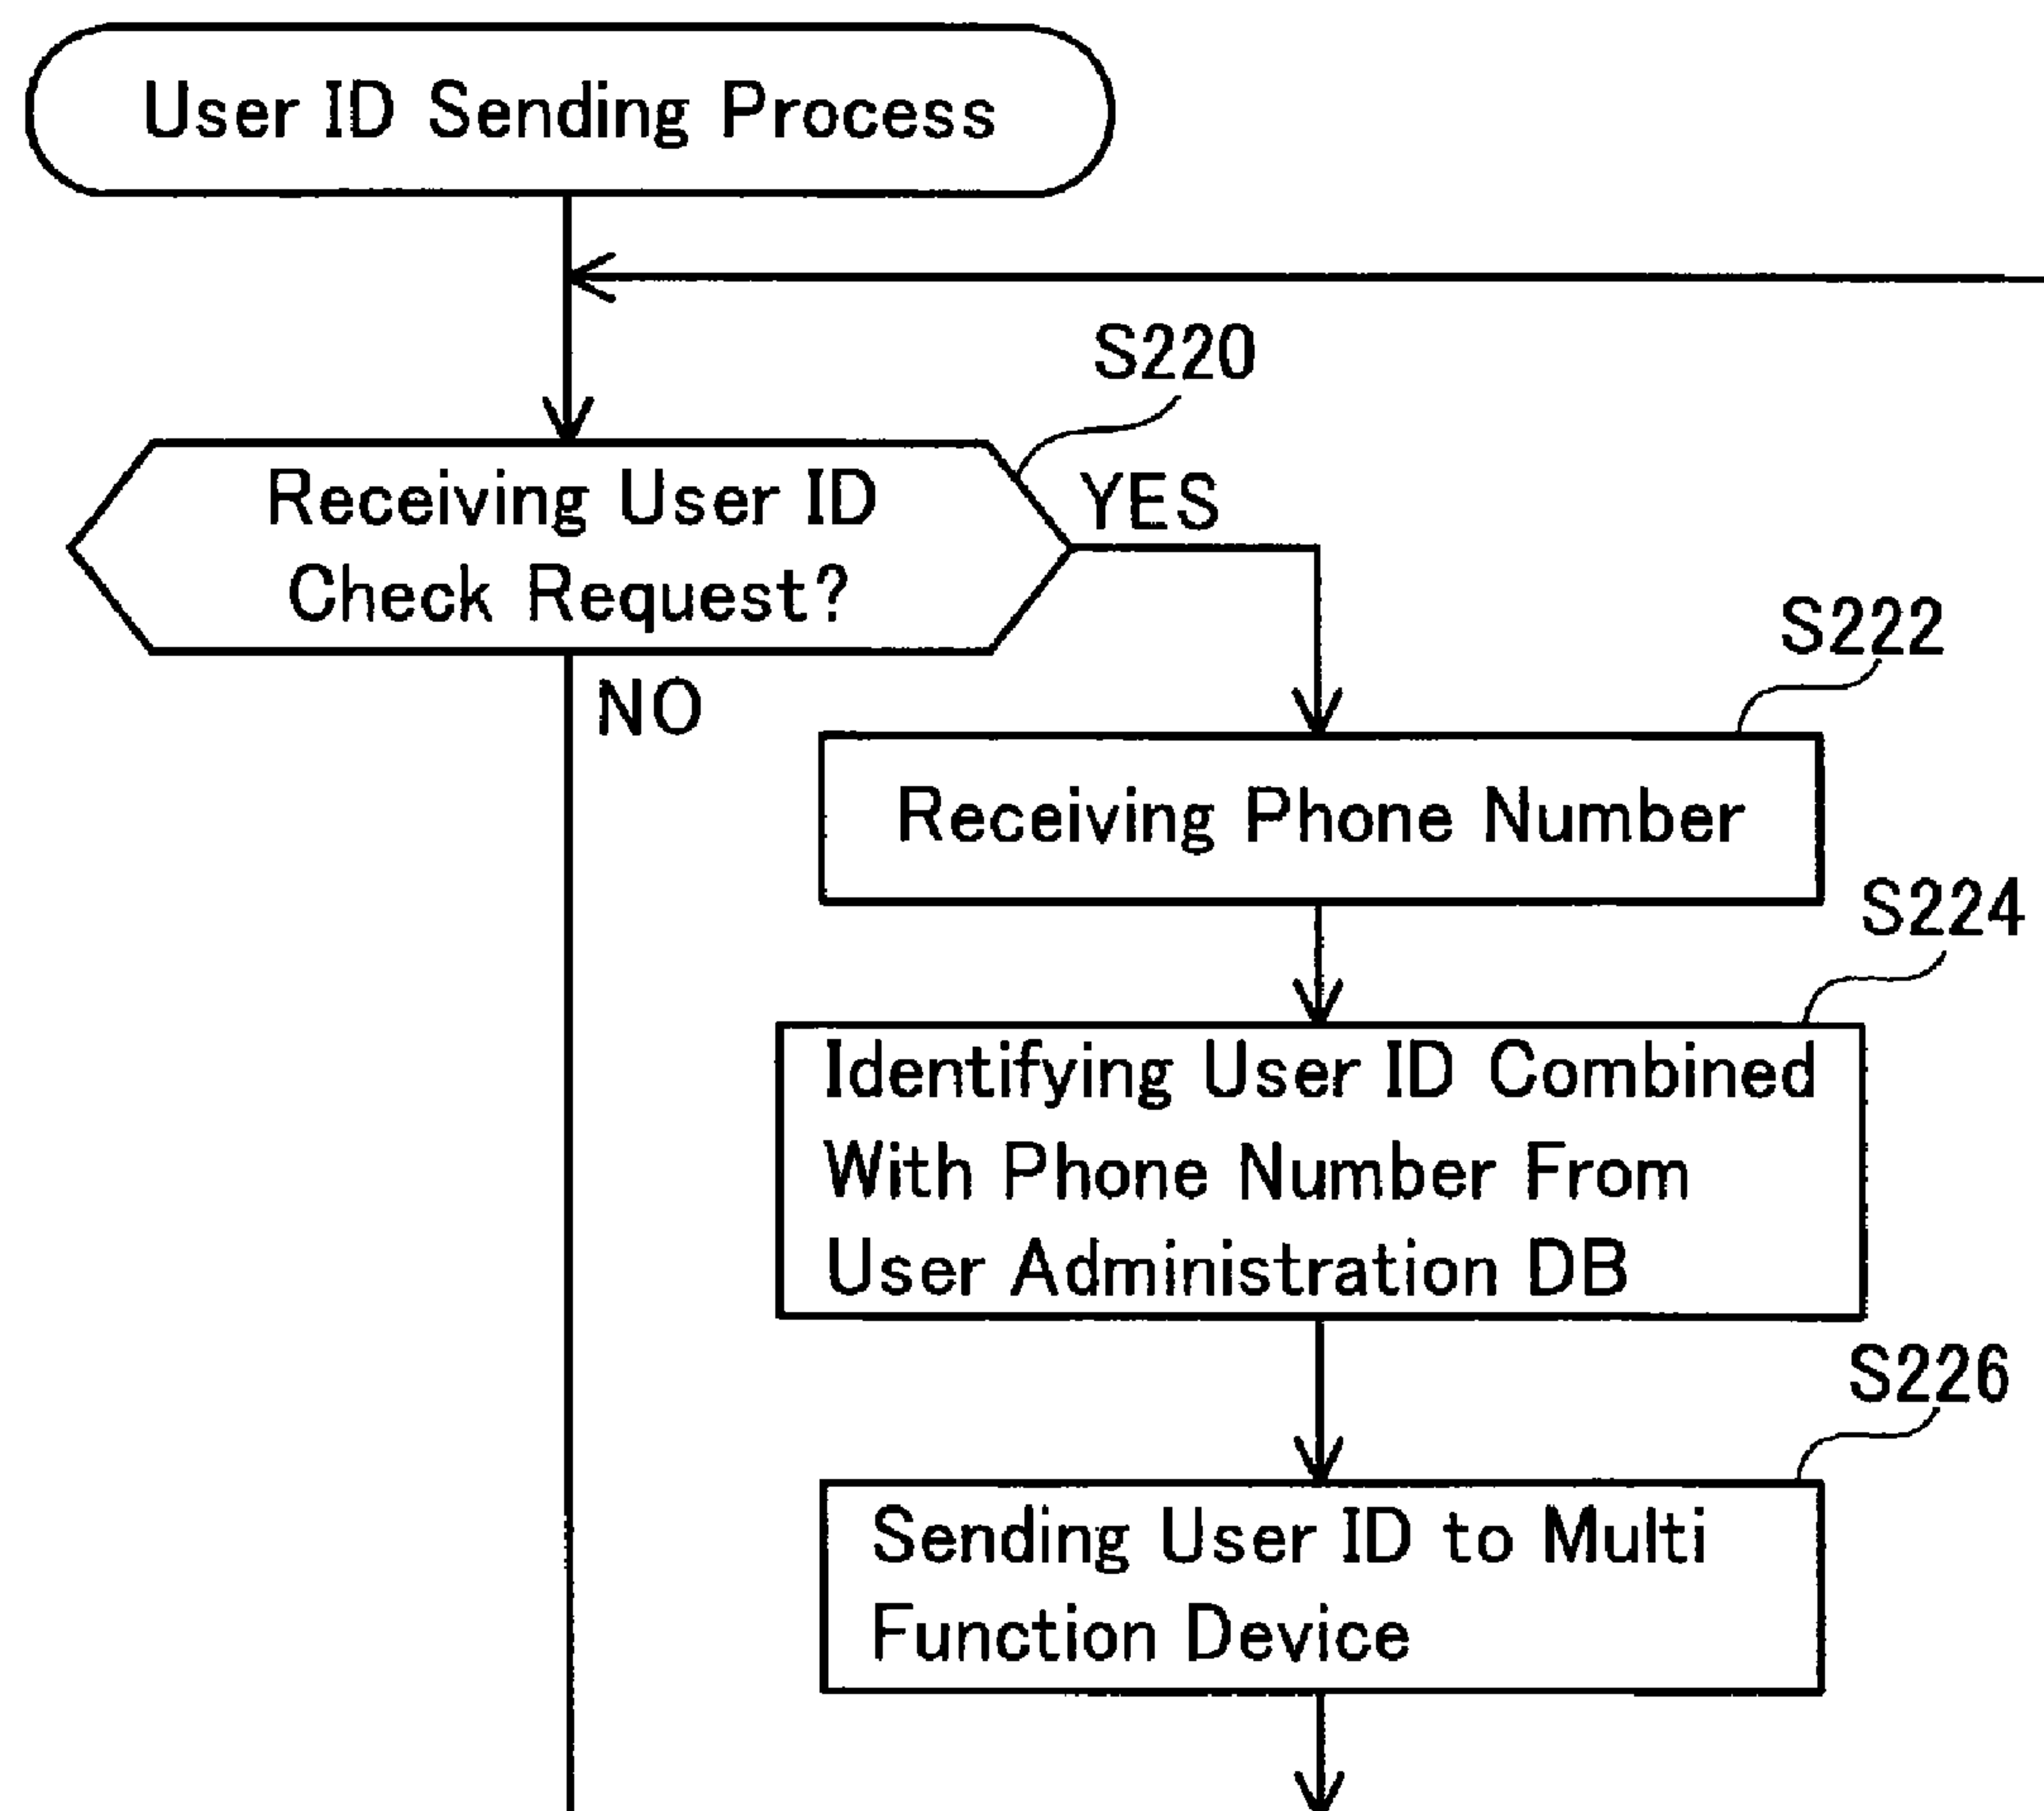 User ID Sending Process
S220
Receiving User ID
Check Request?
YES
NO
S222
Receiving Phone Number
S224
Identifying User ID Combined
With Phone Number From
User Administration DB
S226
Sending User ID to Multi
Function Device